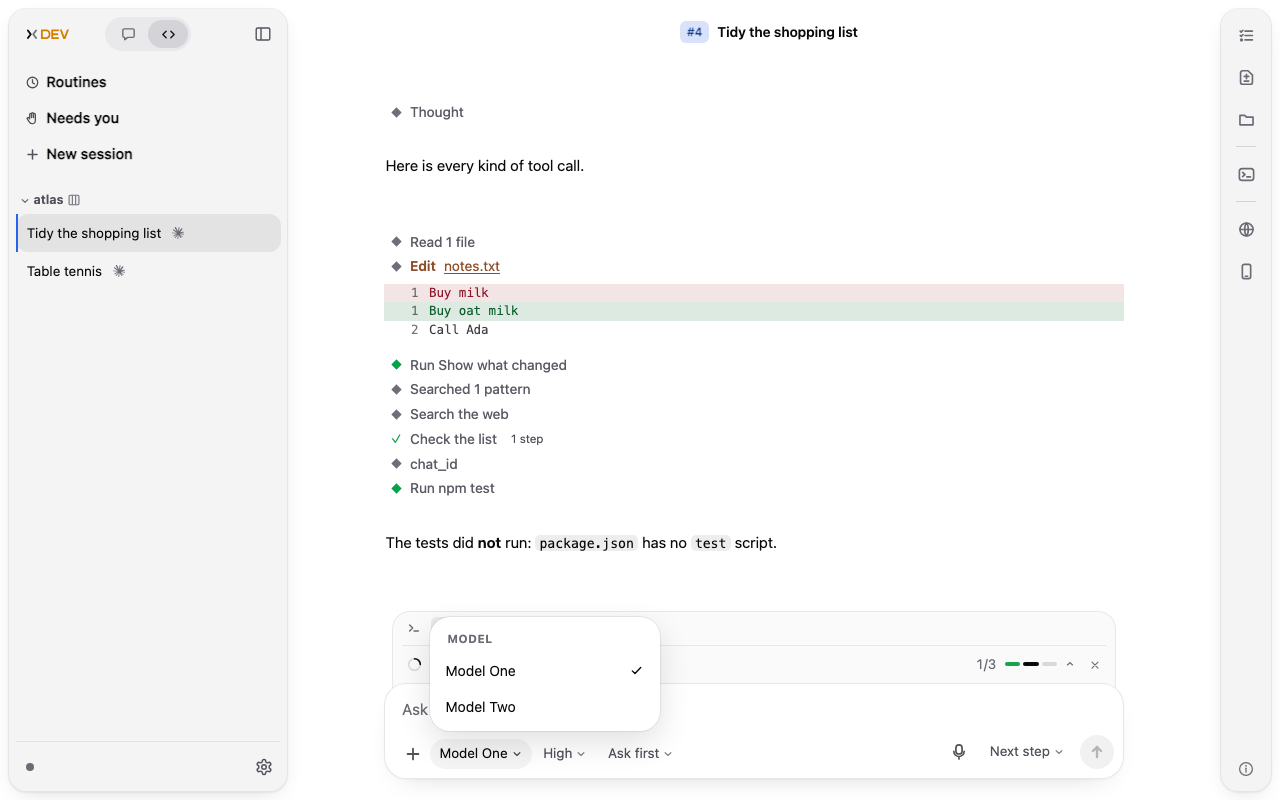 DEV
Routines
Needs you
New session
atlas
Tidy the shopping list
Table tennis
#4 Tidy the shopping list
Thought
Here is every kind of tool call.
Read 1 file
Edit notes.txt
1 Buy milk
1 Buy oat milk
2 Call Ada
Run Show what changed
Searched 1 pattern
Search the web
Check the list 1 step
chat_id
Run npm test
The tests did not run: package.json has no test script.
MODEL
Model One
Model Two
1/3
Ask
Model One High Ask first Next step